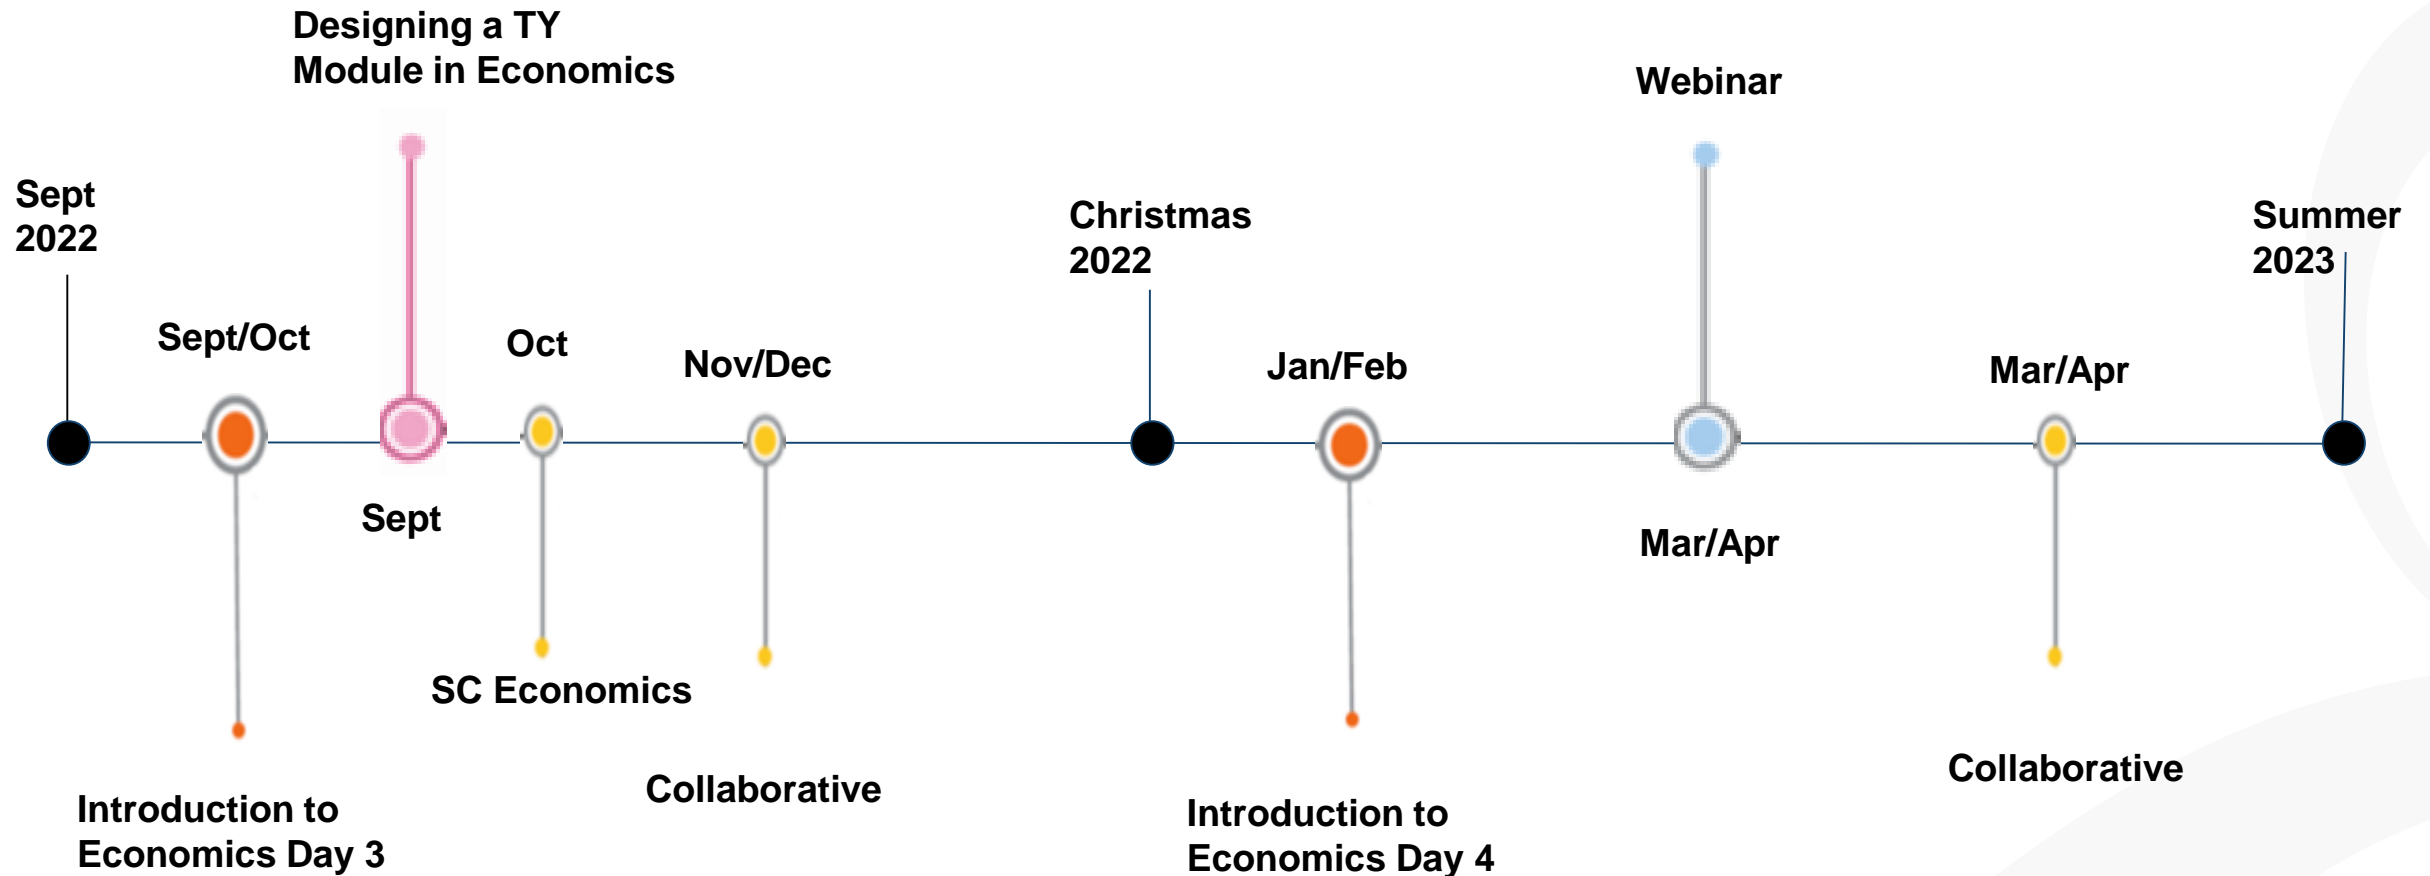 Designing a TY
Module in Economics
Webinar
Sept
2022
Christmas
2022
Summer
2023
Sept/Oct
Oct
Nov/Dec
Jan/Feb
Mar/Apr
Sept
Mar/Apr
SC Economics
Collaborative
Collaborative
Introduction to
Economics Day 3
Introduction to
Economics Day 4